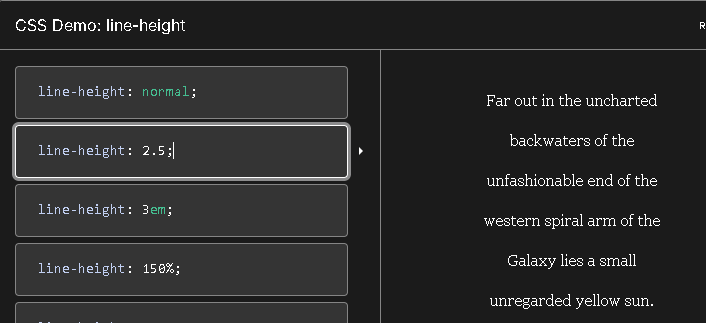 CSS Demo: line-height
R
line-height: normal;
line-height: 2.5;
line-height: 3em;
line-height: 150%;
Far out in the uncharted
backwaters of the
unfashionable end of the
western spiral arm of the
Galaxy lies a small
unregarded yellow sun.